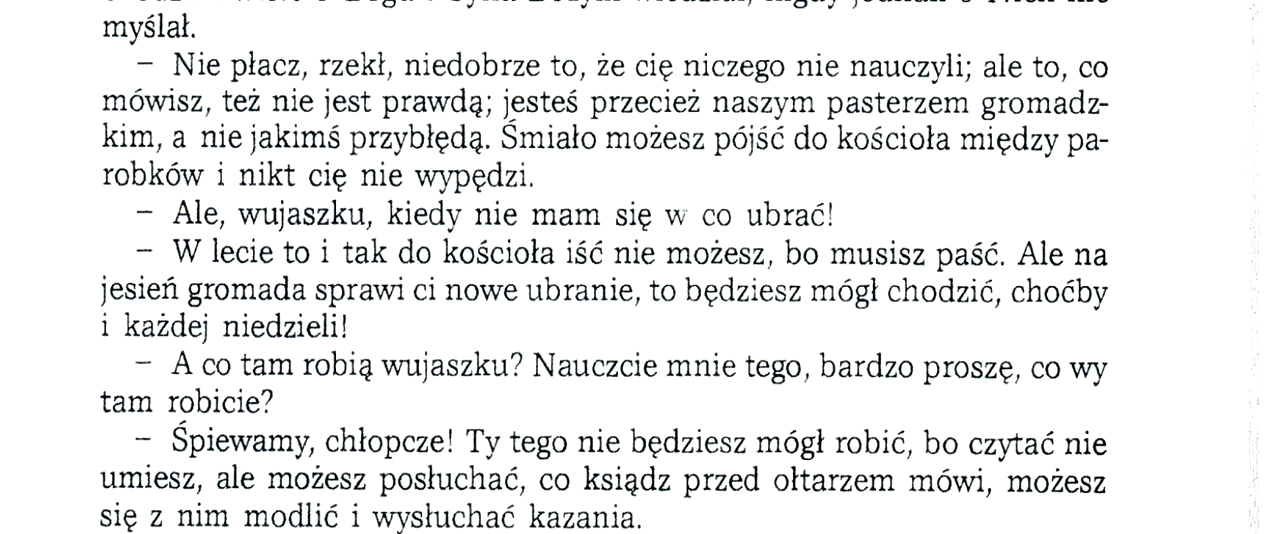 myślał.
– Nie płacz, rzekł, niedobrze to, że cię niczego nie nauczyli; ale to, co
mówisz, też nie jest prawdą; jesteś przecież naszym pasterzem gromadz-
kim, a nie jakimś przybłędą. Śmiało możesz pójść do kościoła między pa-
robków i nikt cię nie wypędzi.
– Ale, wujaszku, kiedy nie mam się w co ubrać!
– W lecie to i tak do kościoła iść nie możesz, bo musisz paść. Ale na
jesień gromada sprawi ci nowe ubranie, to będziesz mógł chodzić, choćby
i każdej niedzieli!
– A co tam robią wujaszku? Nauczcie mnie tego, bardzo proszę, co wy
tam robicie?
– Śpiewamy, chłopcze! Ty tego nie będziesz mógł robić, bo czytać nie
umiesz, ale możesz posłuchać, co ksiądz przed ołtarzem mówi, możesz
się z nim modlić i wysłuchać kazania.